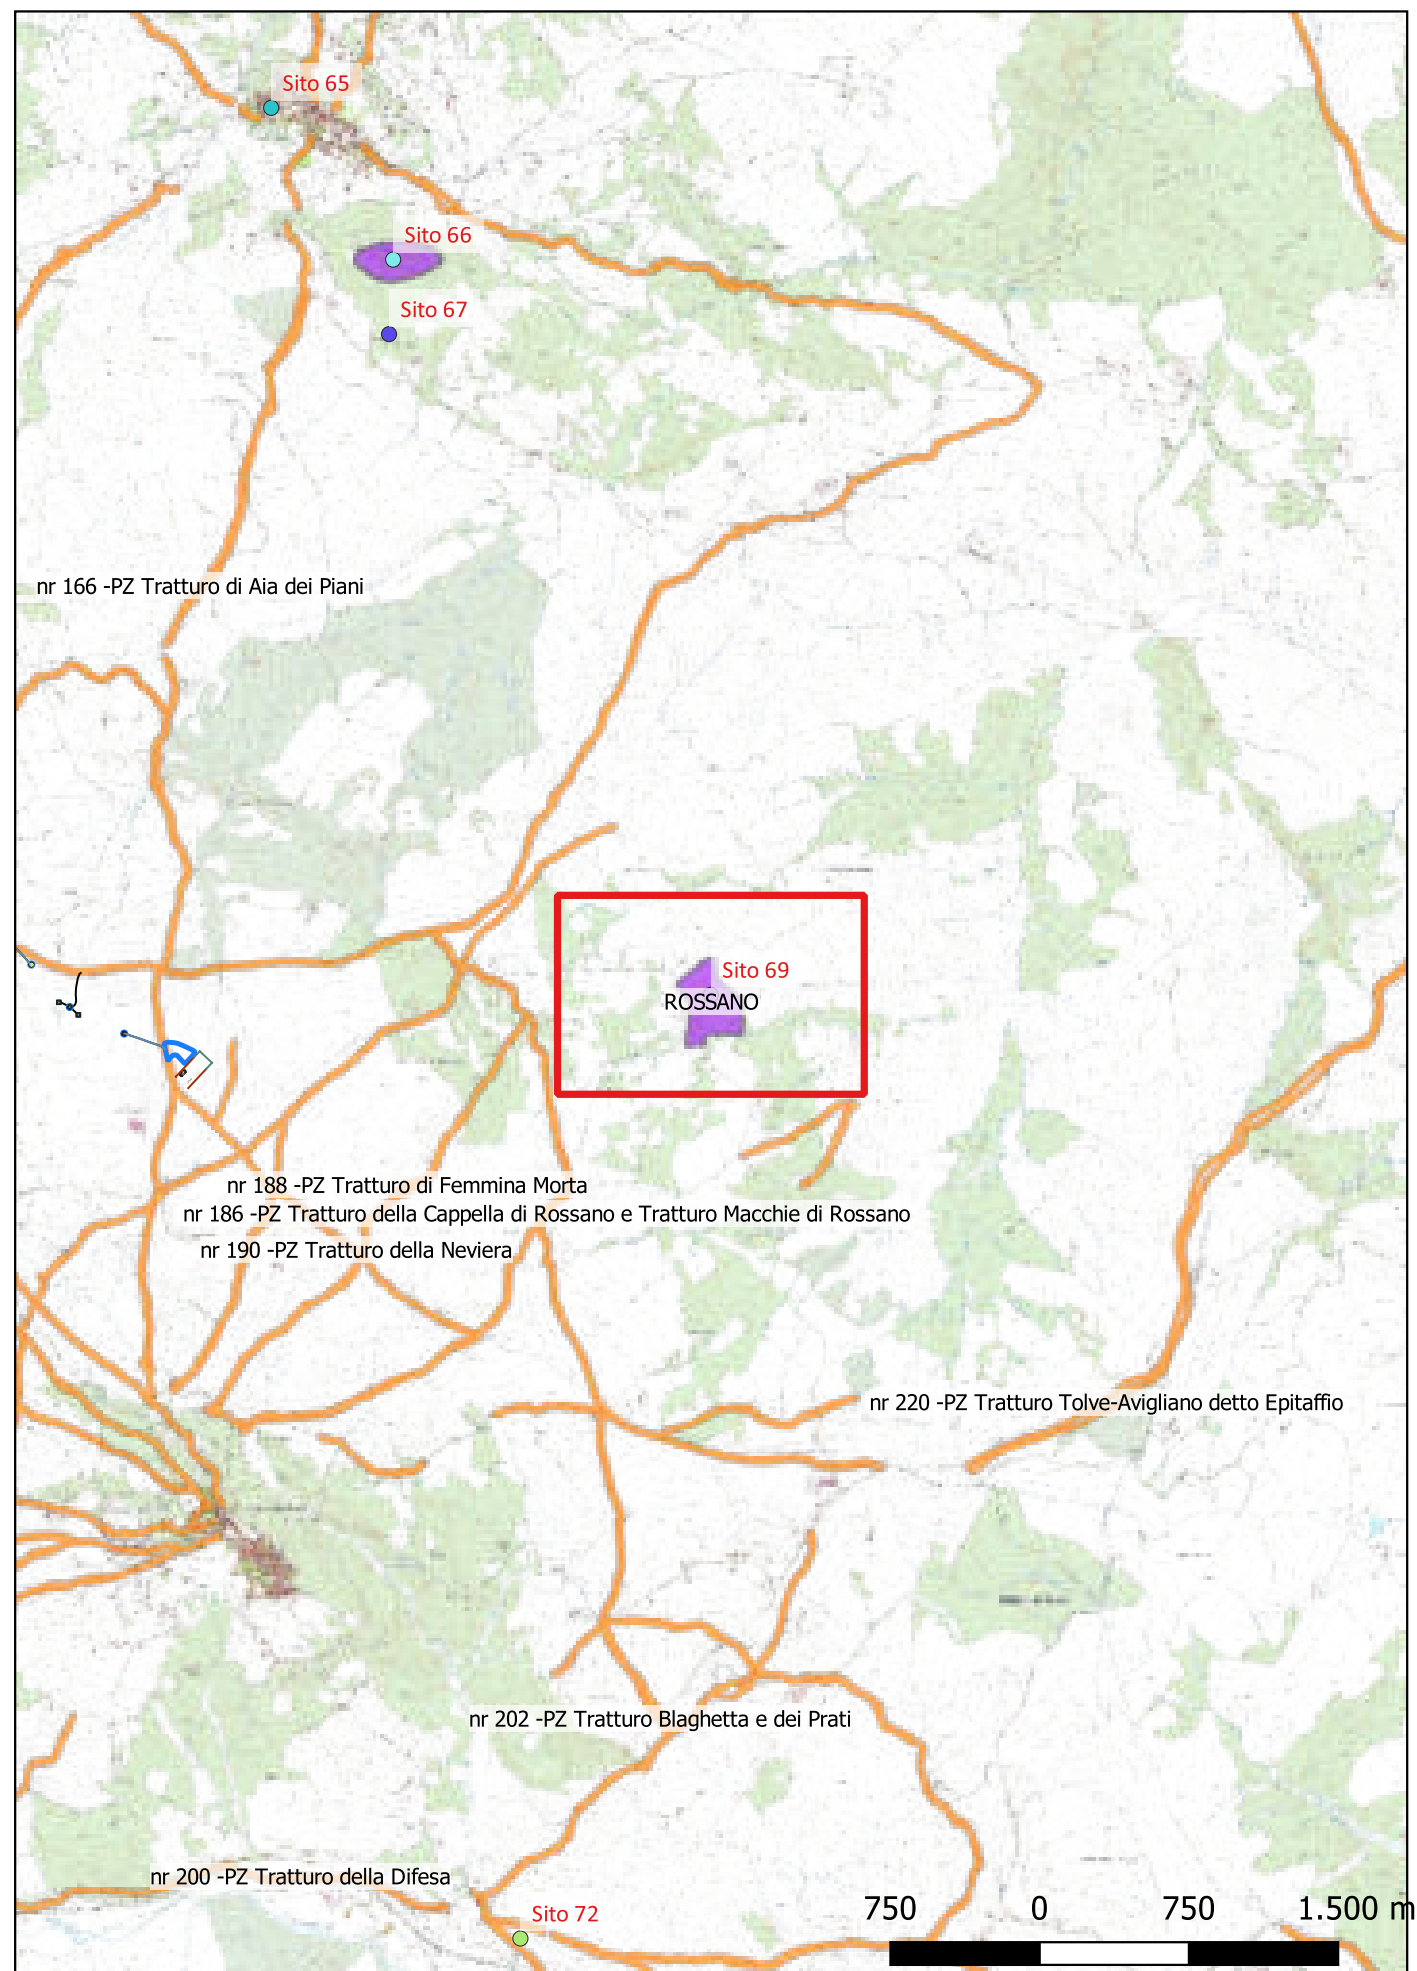 Sito 65
Sito 66
Sito 67
nr 166 -PZ Tratturo di Aia dei Piani
Sito 69
ROSSANO
nr 188 -PZ Tratturo di Femmina Morta
nr 186 -PZ Tratturo della Cappella di Rossano e Tratturo Macchie di Rossano
nr 190 -PZ Tratturo della Neviera
nr 220 -PZ Tratturo Tolve-Avigliano detto Epitaffio
nr 202 -PZ Tratturo Blaghetta e dei Prati
nr 200 -PZ Tratturo della Difesa
Sito 72
750 0 750 1.500 m